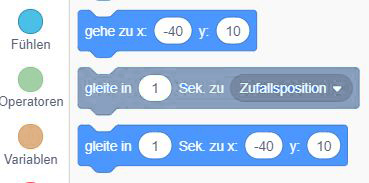 Fühlen
Operatoren
Variablen
gehe zu x: -40 y: 10
gleite in 1 Sek. zu Zufallsposition
gleite in 1 Sek. zu x: -40 y: 10